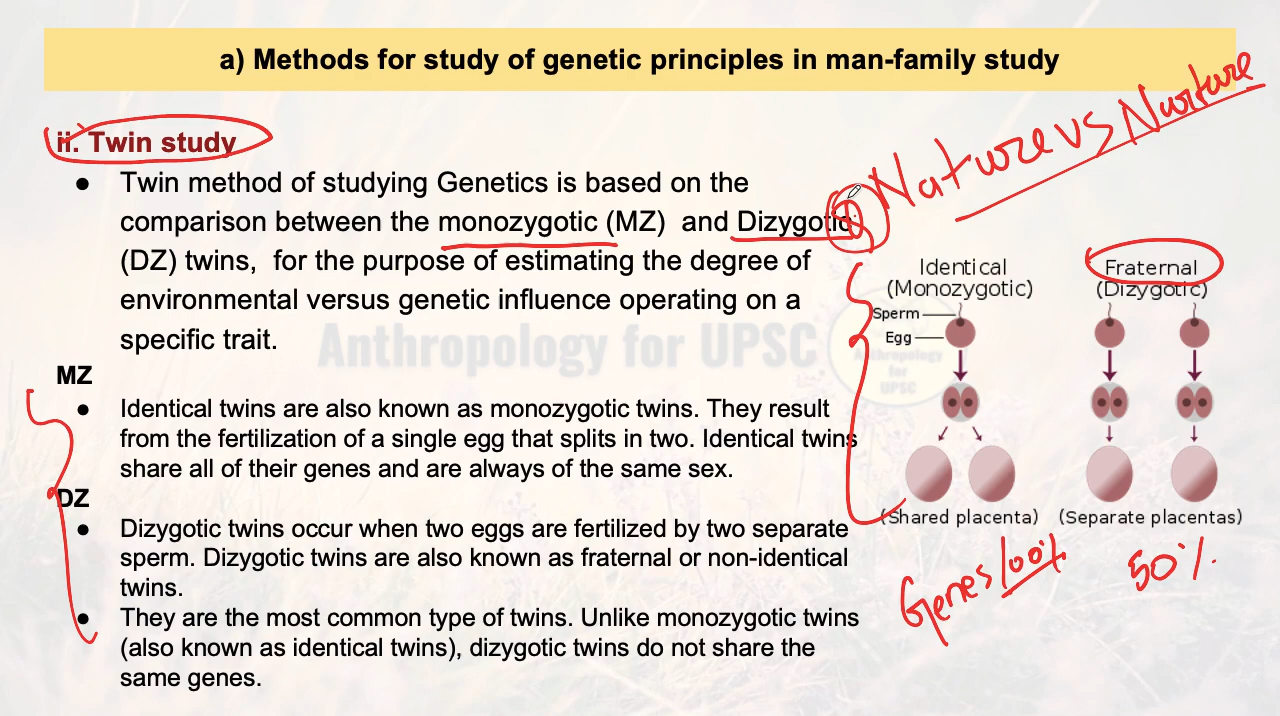 a) Methods for study of genetic principles in man-family study
Nature vs Nurture
ii. Twin study
● Twin method of studying Genetics is based on the
comparison between the monozygotic (MZ) and Dizygotic
(DZ) twins, for the purpose of estimating the degree of
environmental versus genetic influence operating on a
specific trait.
MZ
● Identical twins are also known as monozygotic twins. They result
from the fertilization of a single egg that splits in two. Identical twins
share all of their genes and are always of the same sex.
DZ
● Dizygotic twins occur when two eggs are fertilized by two separate
sperm. Dizygotic twins are also known as fraternal or non-identical
twins.
● They are the most common type of twins. Unlike monozygotic twins
(also known as identical twins), dizygotic twins do not share the
same genes.
Identical
(Monozygotic)
Sperm
Egg
(Shared placenta)
Fraternal
(Dizygotic)
(Separate placentas)
Genes 100%
50%
Anthropology for UPSC
Anthropology
for
UPSC